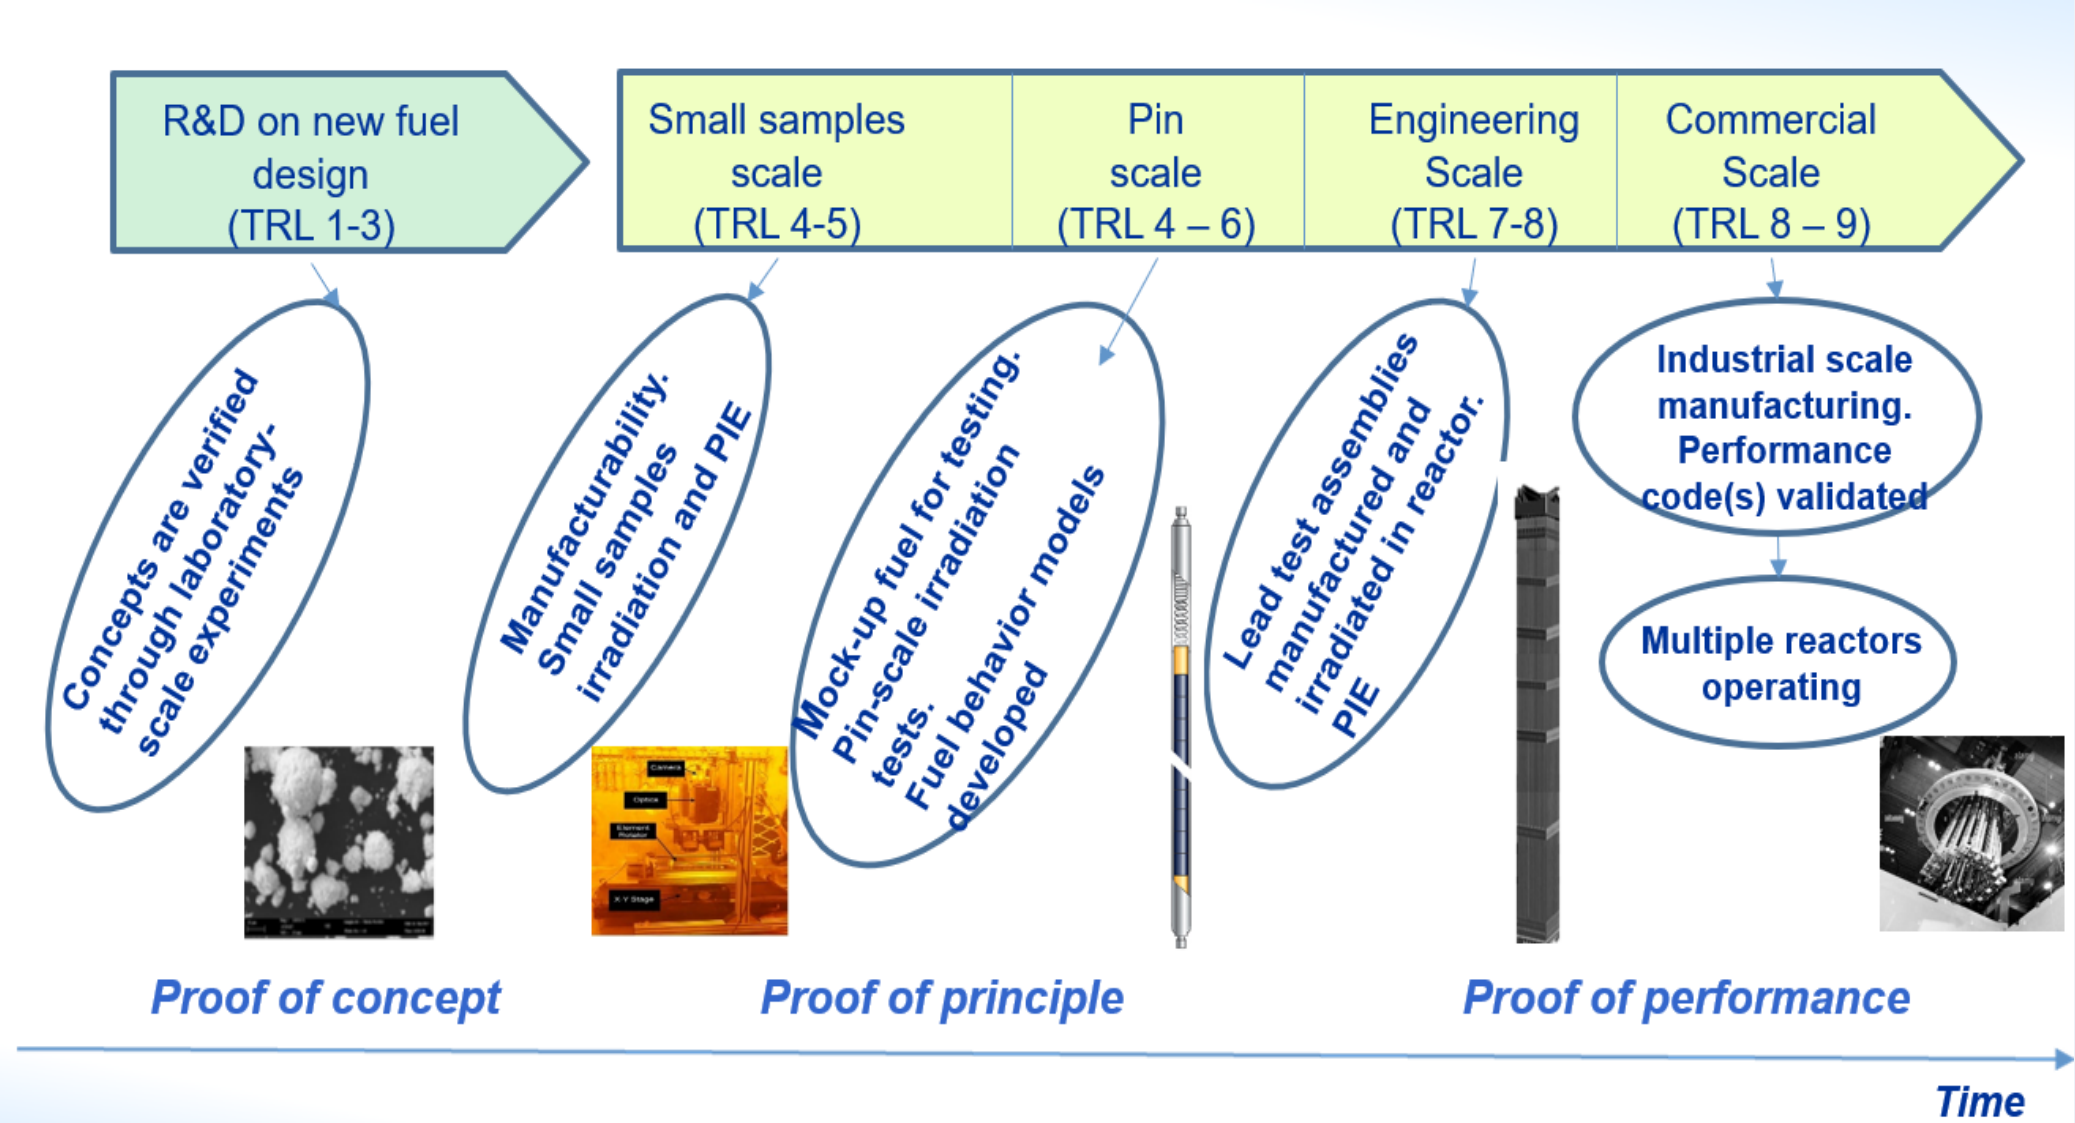 R&D on new fuel
design
(TRL 1-3)
Small samples
scale
(TRL 4-5)
Pin
scale
(TRL 4 – 6)
Engineering
Scale
(TRL 7-8)
Commercial
Scale
(TRL 8 – 9)
Concepts are verified
through laboratory-
scale experiments
Manufacturability.
Small samples
irradiation and PIE
Mock-up fuel for testing.
Pin-scale irradiation
tests.
Fuel behavior models
developed
Lead test assemblies
manufactured and
irradiated in reactor.
PIE
Industrial scale
manufacturing.
Performance
code(s) validated
Multiple reactors
operating
Camera
Optics
Element
Rotator
X-Y Stage
Proof of concept
Proof of principle
Proof of performance
Time